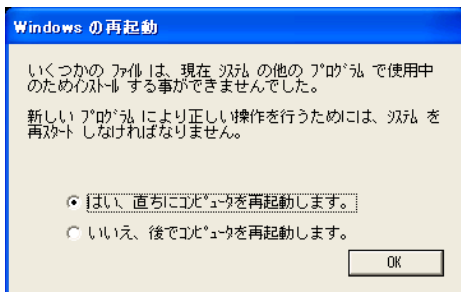 Windows の再起動
いくつかの ﾌｧｲﾙ は、現在 ｼｽﾃﾑ の他の ﾌﾟﾛｸﾞﾗﾑ で使用中
のためｲﾝｽﾄｰﾙ する事ができませんでした。
新しい ﾌﾟﾛｸﾞﾗﾑ により正しい操作を行うためには、ｼｽﾃﾑ を
再ｽﾀｰﾄ しなければなりません。
はい、直ちにｺﾝﾋﾟｭｰﾀを再起動します。
いいえ、後でｺﾝﾋﾟｭｰﾀを再起動します。
OK